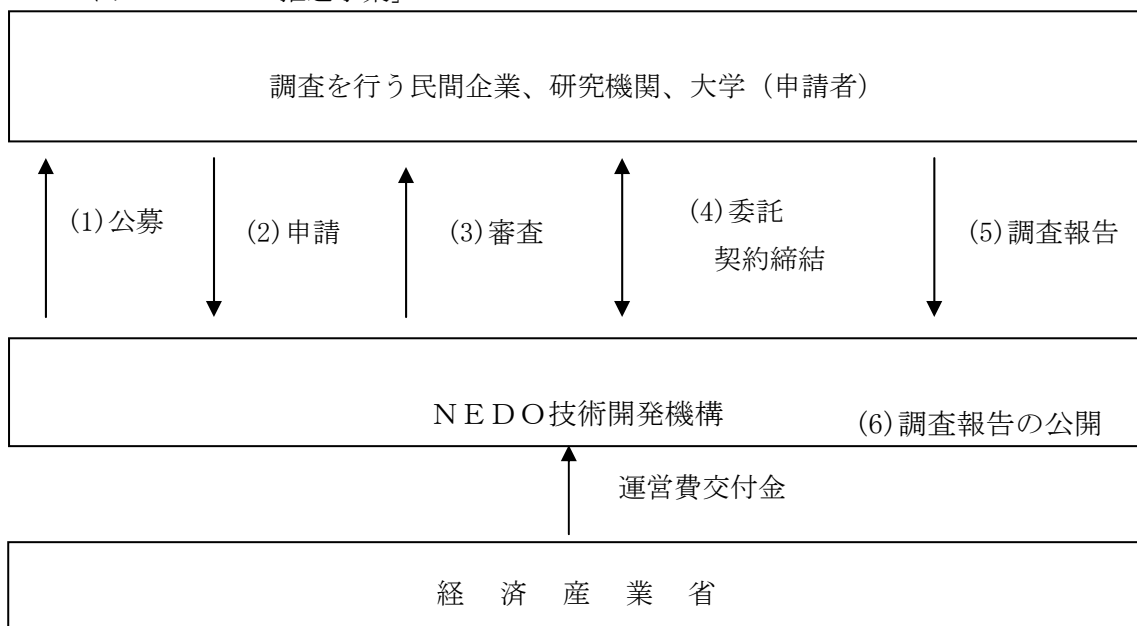 調査を行う民間企業、研究機関、大学（申請者）
(1)公募
(2)申請
(3)審査
(4)委託
契約締結
(5)調査報告
ＮＥＤＯ技術開発機構
(6)調査報告の公開
運営費交付金
経　済　産　業　省